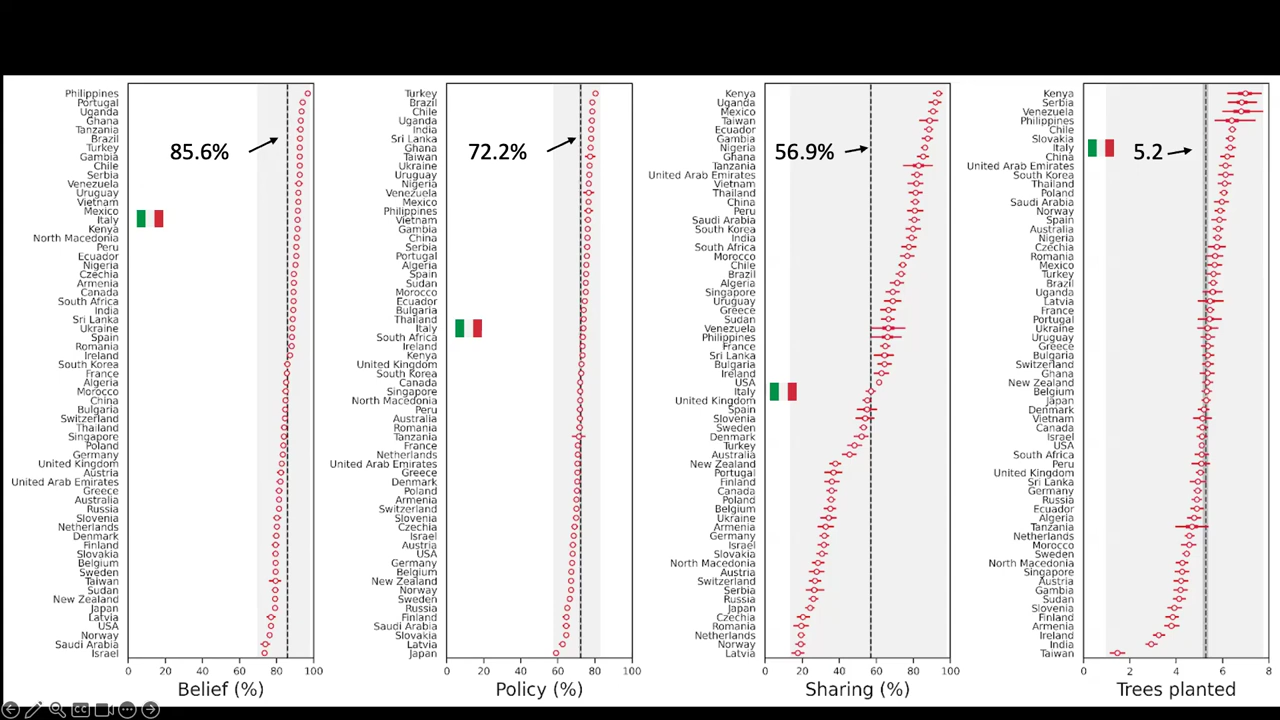 Philippines
Portugal
Uganda
Ghana
Tanzania
Brazil
Turkey
Gambia
Chile
Serbia
Venezuela
Uruguay
Vietnam
Mexico
Italy
Kenya
North Macedonia
Peru
Ecuador
Nigeria
Czechia
Armenia
Canada
South Africa
India
Sri Lanka
Ukraine
Spain
Romania
Ireland
South Korea
France
Algeria
Morocco
China
Bulgaria
Switzerland
Thailand
Singapore
Poland
Germany
United Kingdom
Austria
United Arab Emirates
Greece
Australia
Russia
Slovenia
Netherlands
Denmark
Finland
Slovakia
Belgium
Sweden
Taiwan
Sudan
New Zealand
Japan
Latvia
USA
Norway
Saudi Arabia
Israel
85.6%
0 20 40 60 80 100
Belief (%)
Turkey
Brazil
Chile
Uganda
India
Sri Lanka
Ghana
Taiwan
Ukraine
Uruguay
Nigeria
Venezuela
Mexico
Philippines
Vietnam
Gambia
China
Serbia
Portugal
Algeria
Spain
Sudan
Morocco
Ecuador
Bulgaria
Thailand
Italy
South Africa
Ireland
Kenya
United Kingdom
South Korea
Canada
Singapore
North Macedonia
Peru
Australia
Romania
Tanzania
France
Netherlands
United Arab Emirates
Greece
Denmark
Poland
Armenia
Switzerland
Slovenia
Czechia
Israel
Austria
USA
Germany
Belgium
New Zealand
Norway
Sweden
Russia
Finland
Saudi Arabia
Slovakia
Latvia
Japan
72.2%
0 20 40 60 80 100
Policy (%)
Kenya
Uganda
Mexico
Taiwan
Ecuador
Gambia
Nigeria
Ghana
Tanzania
United Arab Emirates
Vietnam
Thailand
China
Peru
Saudi Arabia
South Korea
India
South Africa
Morocco
Chile
Brazil
Algeria
Singapore
Uruguay
Greece
Sudan
Venezuela
Philippines
France
Sri Lanka
Bulgaria
Ireland
USA
Italy
United Kingdom
Spain
Slovenia
Sweden
Denmark
Turkey
Australia
New Zealand
Portugal
Finland
Canada
Poland
Belgium
Ukraine
Armenia
Germany
Israel
Slovakia
North Macedonia
Austria
Switzerland
Serbia
Russia
Japan
Czechia
Romania
Netherlands
Norway
Latvia
56.9%
0 20 40 60 80 100
Sharing (%)
Kenya
Serbia
Venezuela
Philippines
Chile
Slovakia
Italy
China
United Arab Emirates
South Korea
Thailand
Poland
Saudi Arabia
Norway
Spain
Australia
Nigeria
Czechia
Romania
Mexico
Turkey
Brazil
Uganda
Latvia
France
Portugal
Ukraine
Uruguay
Greece
Bulgaria
Switzerland
Ghana
New Zealand
Belgium
Japan
Denmark
Vietnam
Canada
Israel
USA
South Africa
Peru
United Kingdom
Sri Lanka
Germany
Russia
Ecuador
Algeria
Tanzania
Netherlands
Morocco
Sweden
North Macedonia
Singapore
Austria
Gambia
Sudan
Slovenia
Finland
Armenia
Ireland
India
Taiwan
5.2
0 2 4 6 8
Trees planted
CC